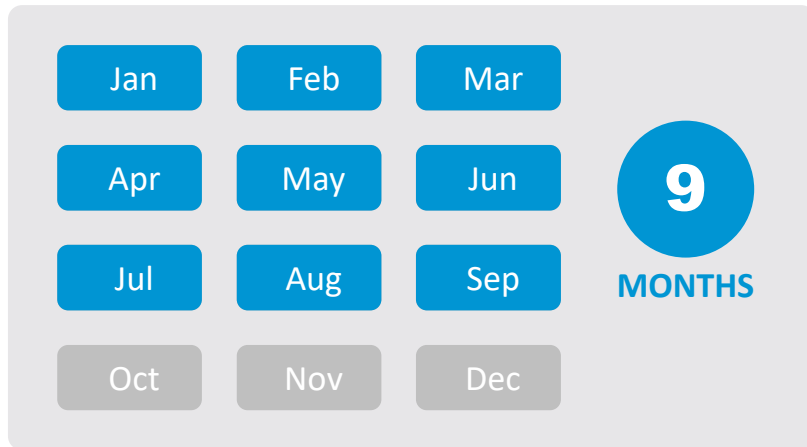 Jan Feb Mar
Apr May Jun
Jul Aug Sep
Oct Nov Dec
9
MONTHS